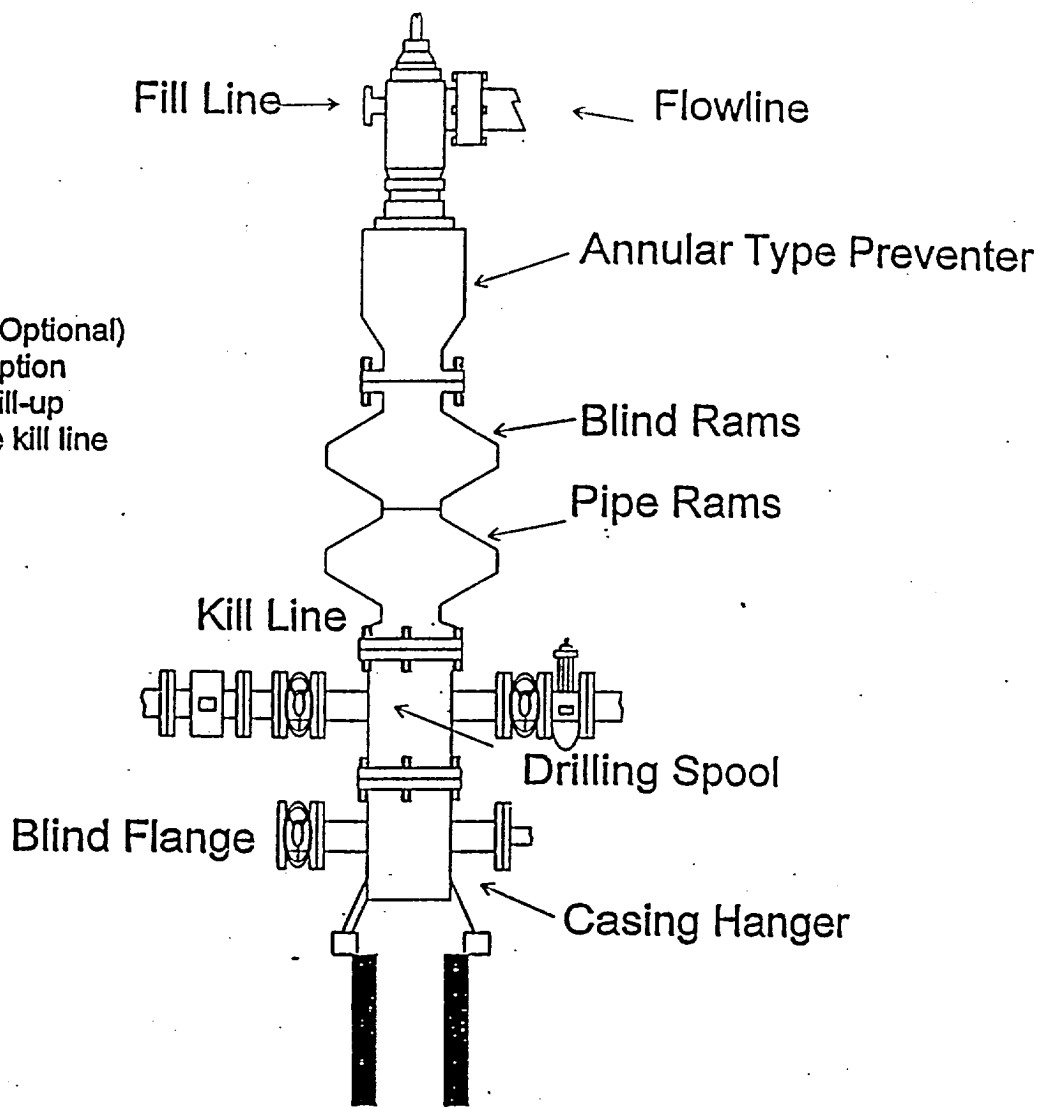 Fill Line
Flowline
Annular Type Preventer
Optional)
ption
ill-up
kill line
Blind Rams
Pipe Rams
Kill Line
Drilling Spool
Blind Flange
Casing Hanger